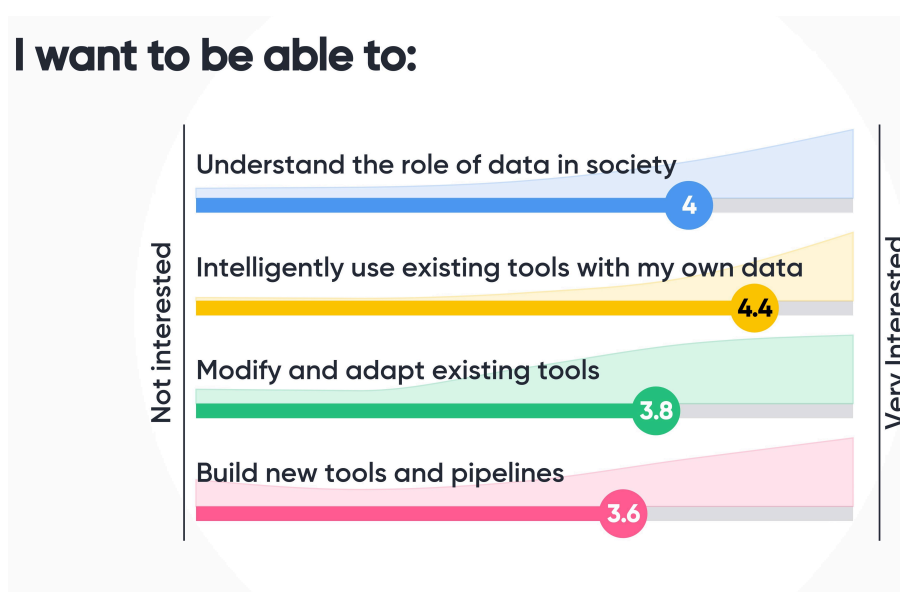 I want to be able to:
Understand the role of data in society
4
Intelligently use existing tools with my own data
4.4
Modify and adapt existing tools
3.8
Build new tools and pipelines
3.6
Not interested
Very Interested